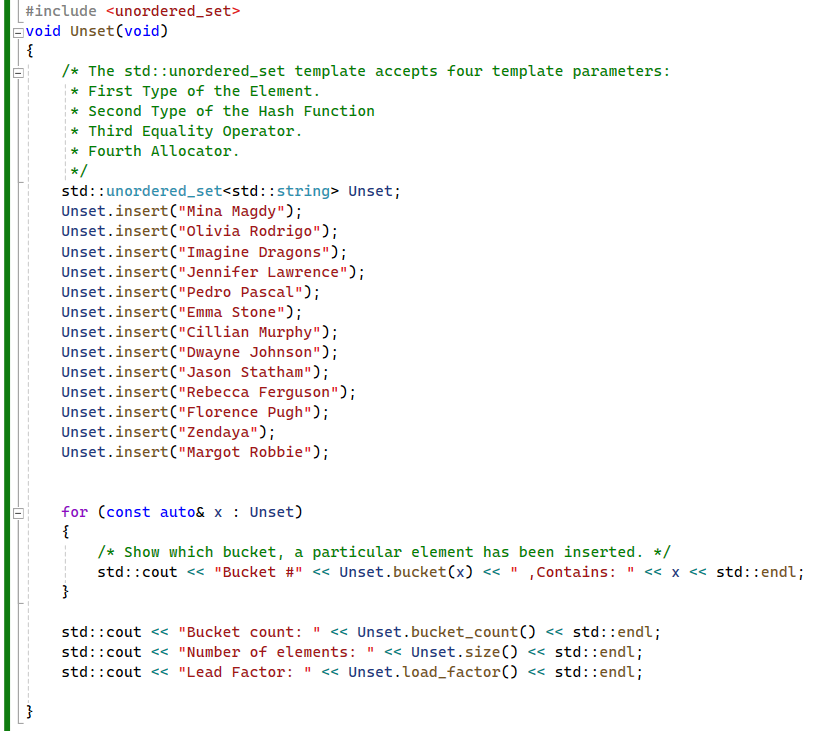 #include <unordered_set>
void Unset(void)
{
/* The std::unordered_set template accepts four template parameters:
* First Type of the Element.
* Second Type of the Hash Function
* Third Equality Operator.
* Fourth Allocator.
*/
std::unordered_set<std::string> Unset;
Unset.insert("Mina Magdy");
Unset.insert("Olivia Rodrigo");
Unset.insert("Imagine Dragons");
Unset.insert("Jennifer Lawrence");
Unset.insert("Pedro Pascal");
Unset.insert("Emma Stone");
Unset.insert("Cillian Murphy");
Unset.insert("Dwayne Johnson");
Unset.insert("Jason Statham");
Unset.insert("Rebecca Ferguson");
Unset.insert("Florence Pugh");
Unset.insert("Zendaya");
Unset.insert("Margot Robbie");
for (const auto& x : Unset)
{
/* Show which bucket, a particular element has been inserted. */
std::cout << "Bucket #" << Unset.bucket(x) << " ,Contains: " << x << std::endl;
}
std::cout << "Bucket count: " << Unset.bucket_count() << std::endl;
std::cout << "Number of elements: " << Unset.size() << std::endl;
std::cout << "Lead Factor: " << Unset.load_factor() << std::endl;
}